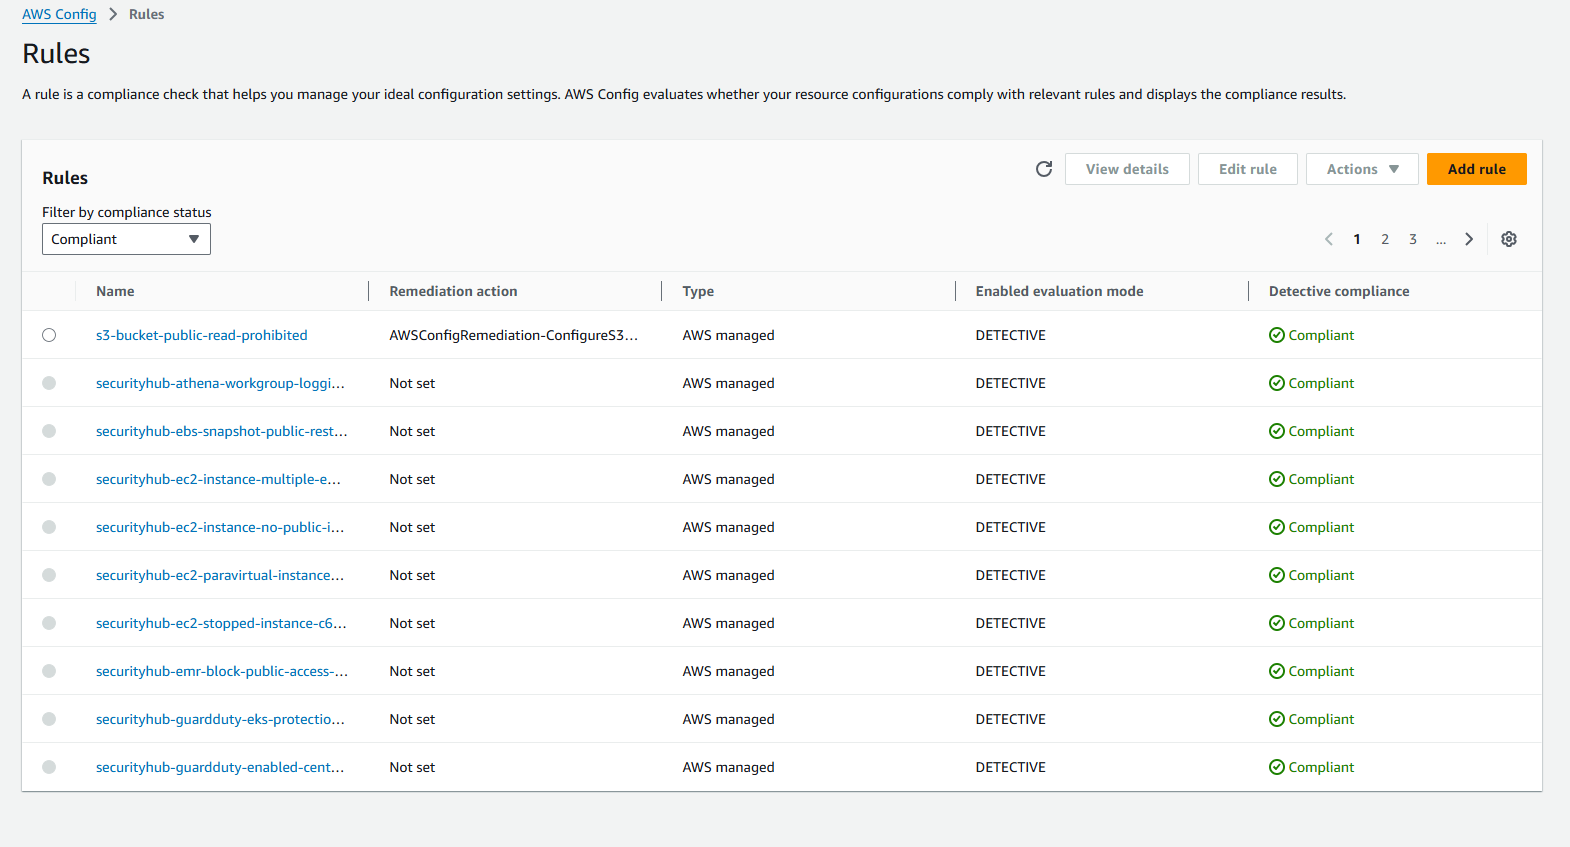 AWS Config > Rules
Rules
A rule is a compliance check that helps you manage your ideal configuration settings. AWS Config evaluates whether your resource configurations comply with relevant rules and displays the compliance results.
Rules
View details Edit rule Actions Add rule
Filter by compliance status
Compliant
1 2 3 ...
Name Remediation action Type Enabled evaluation mode Detective compliance
s3-bucket-public-read-prohibited AWSConfigRemediation-ConfigureS3... AWS managed DETECTIVE Compliant
securityhub-athena-workgroup-loggi... Not set AWS managed DETECTIVE Compliant
securityhub-ebs-snapshot-public-rest... Not set AWS managed DETECTIVE Compliant
securityhub-ec2-instance-multiple-e... Not set AWS managed DETECTIVE Compliant
securityhub-ec2-instance-no-public-i... Not set AWS managed DETECTIVE Compliant
securityhub-ec2-paravirtual-instance... Not set AWS managed DETECTIVE Compliant
securityhub-ec2-stopped-instance-c6... Not set AWS managed DETECTIVE Compliant
securityhub-emr-block-public-access-... Not set AWS managed DETECTIVE Compliant
securityhub-guardduty-eks-protectio... Not set AWS managed DETECTIVE Compliant
securityhub-guardduty-enabled-cent... Not set AWS managed DETECTIVE Compliant